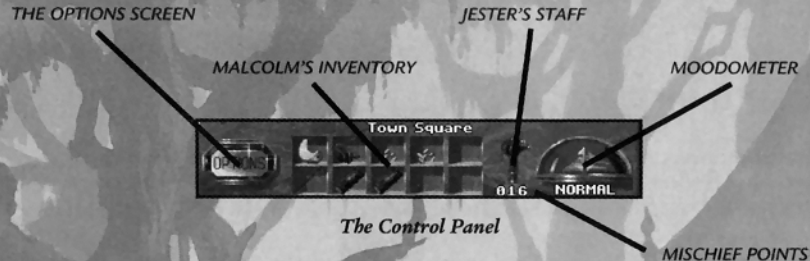 THE OPTIONS SCREEN
JESTER'S STAFF
MALCOLM'S INVENTORY
MOODOMETER
Town Square
OPTIONS
016
NORMAL
The Control Panel
MISCHIEF POINTS